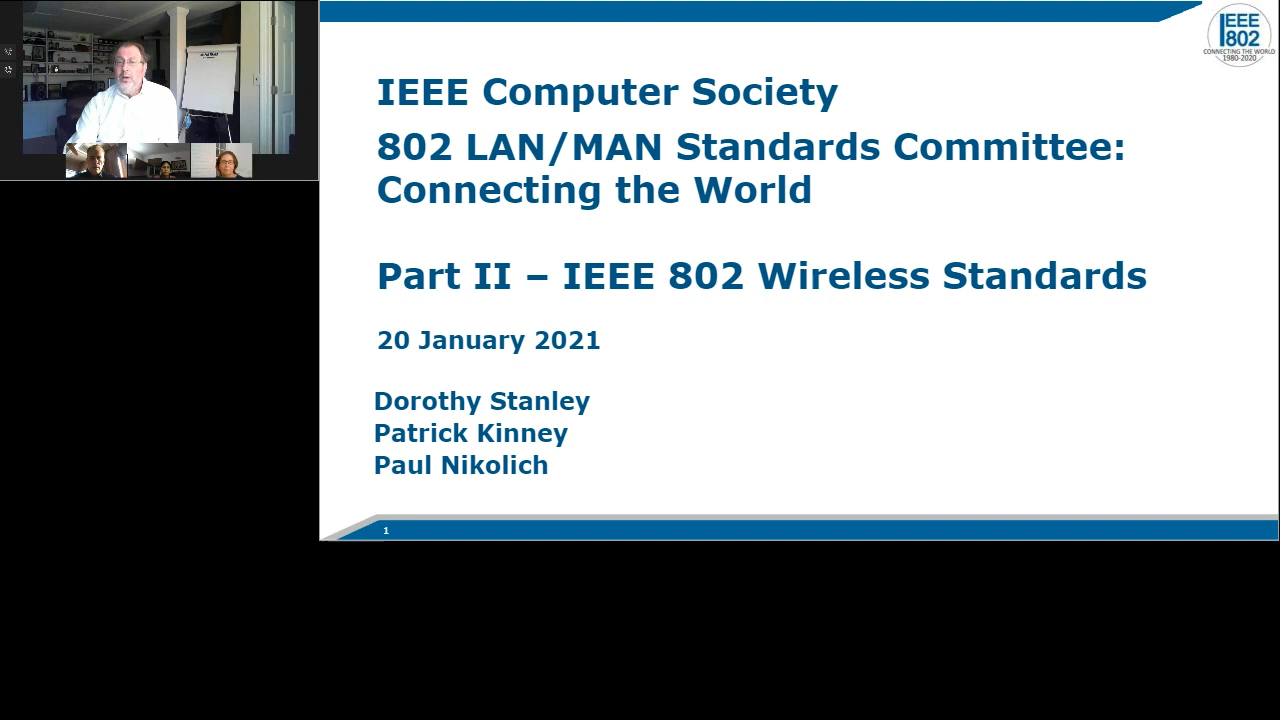 IEEE
802
CONNECTING THE WORLD
1980-2020
IEEE Computer Society
802 LAN/MAN Standards Committee:
Connecting the World
Part II – IEEE 802 Wireless Standards
20 January 2021
Dorothy Stanley
Patrick Kinney
Paul Nikolich
1